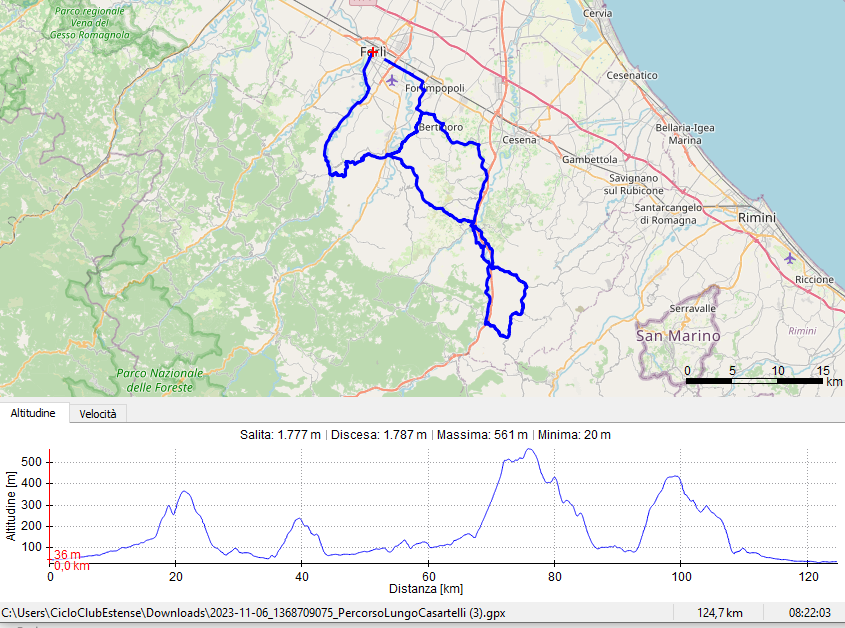 Parco regionale
Vena del
Gesso Romagnola
Cervia
Forlì
Cesenatico
Forlimpopoli
Bertinoro
Bellaria-Igea
Marina
Cesena
Gambettola
Savignano
sul Rubicone
Santarcangelo
di Romagna
Rimini
Riccione
Serravalle
San Marino
Rimini
Parco Nazionale
delle Foreste
0 5 10 15
km
Altitudine Velocità
Salita: 1.777 m | Discesa: 1.787 m | Massima: 561 m | Minima: 20 m
Altitudine [m]
500
400
300
200
100
36 m
0,0 km
0 20 40 60 80 100 120
Distanza [km]
C:\Users\CicloClubEstense\Downloads\2023-11-06_1368709075_PercorsoLungoCasartelli (3).gpx 124,7 km 08:22:03